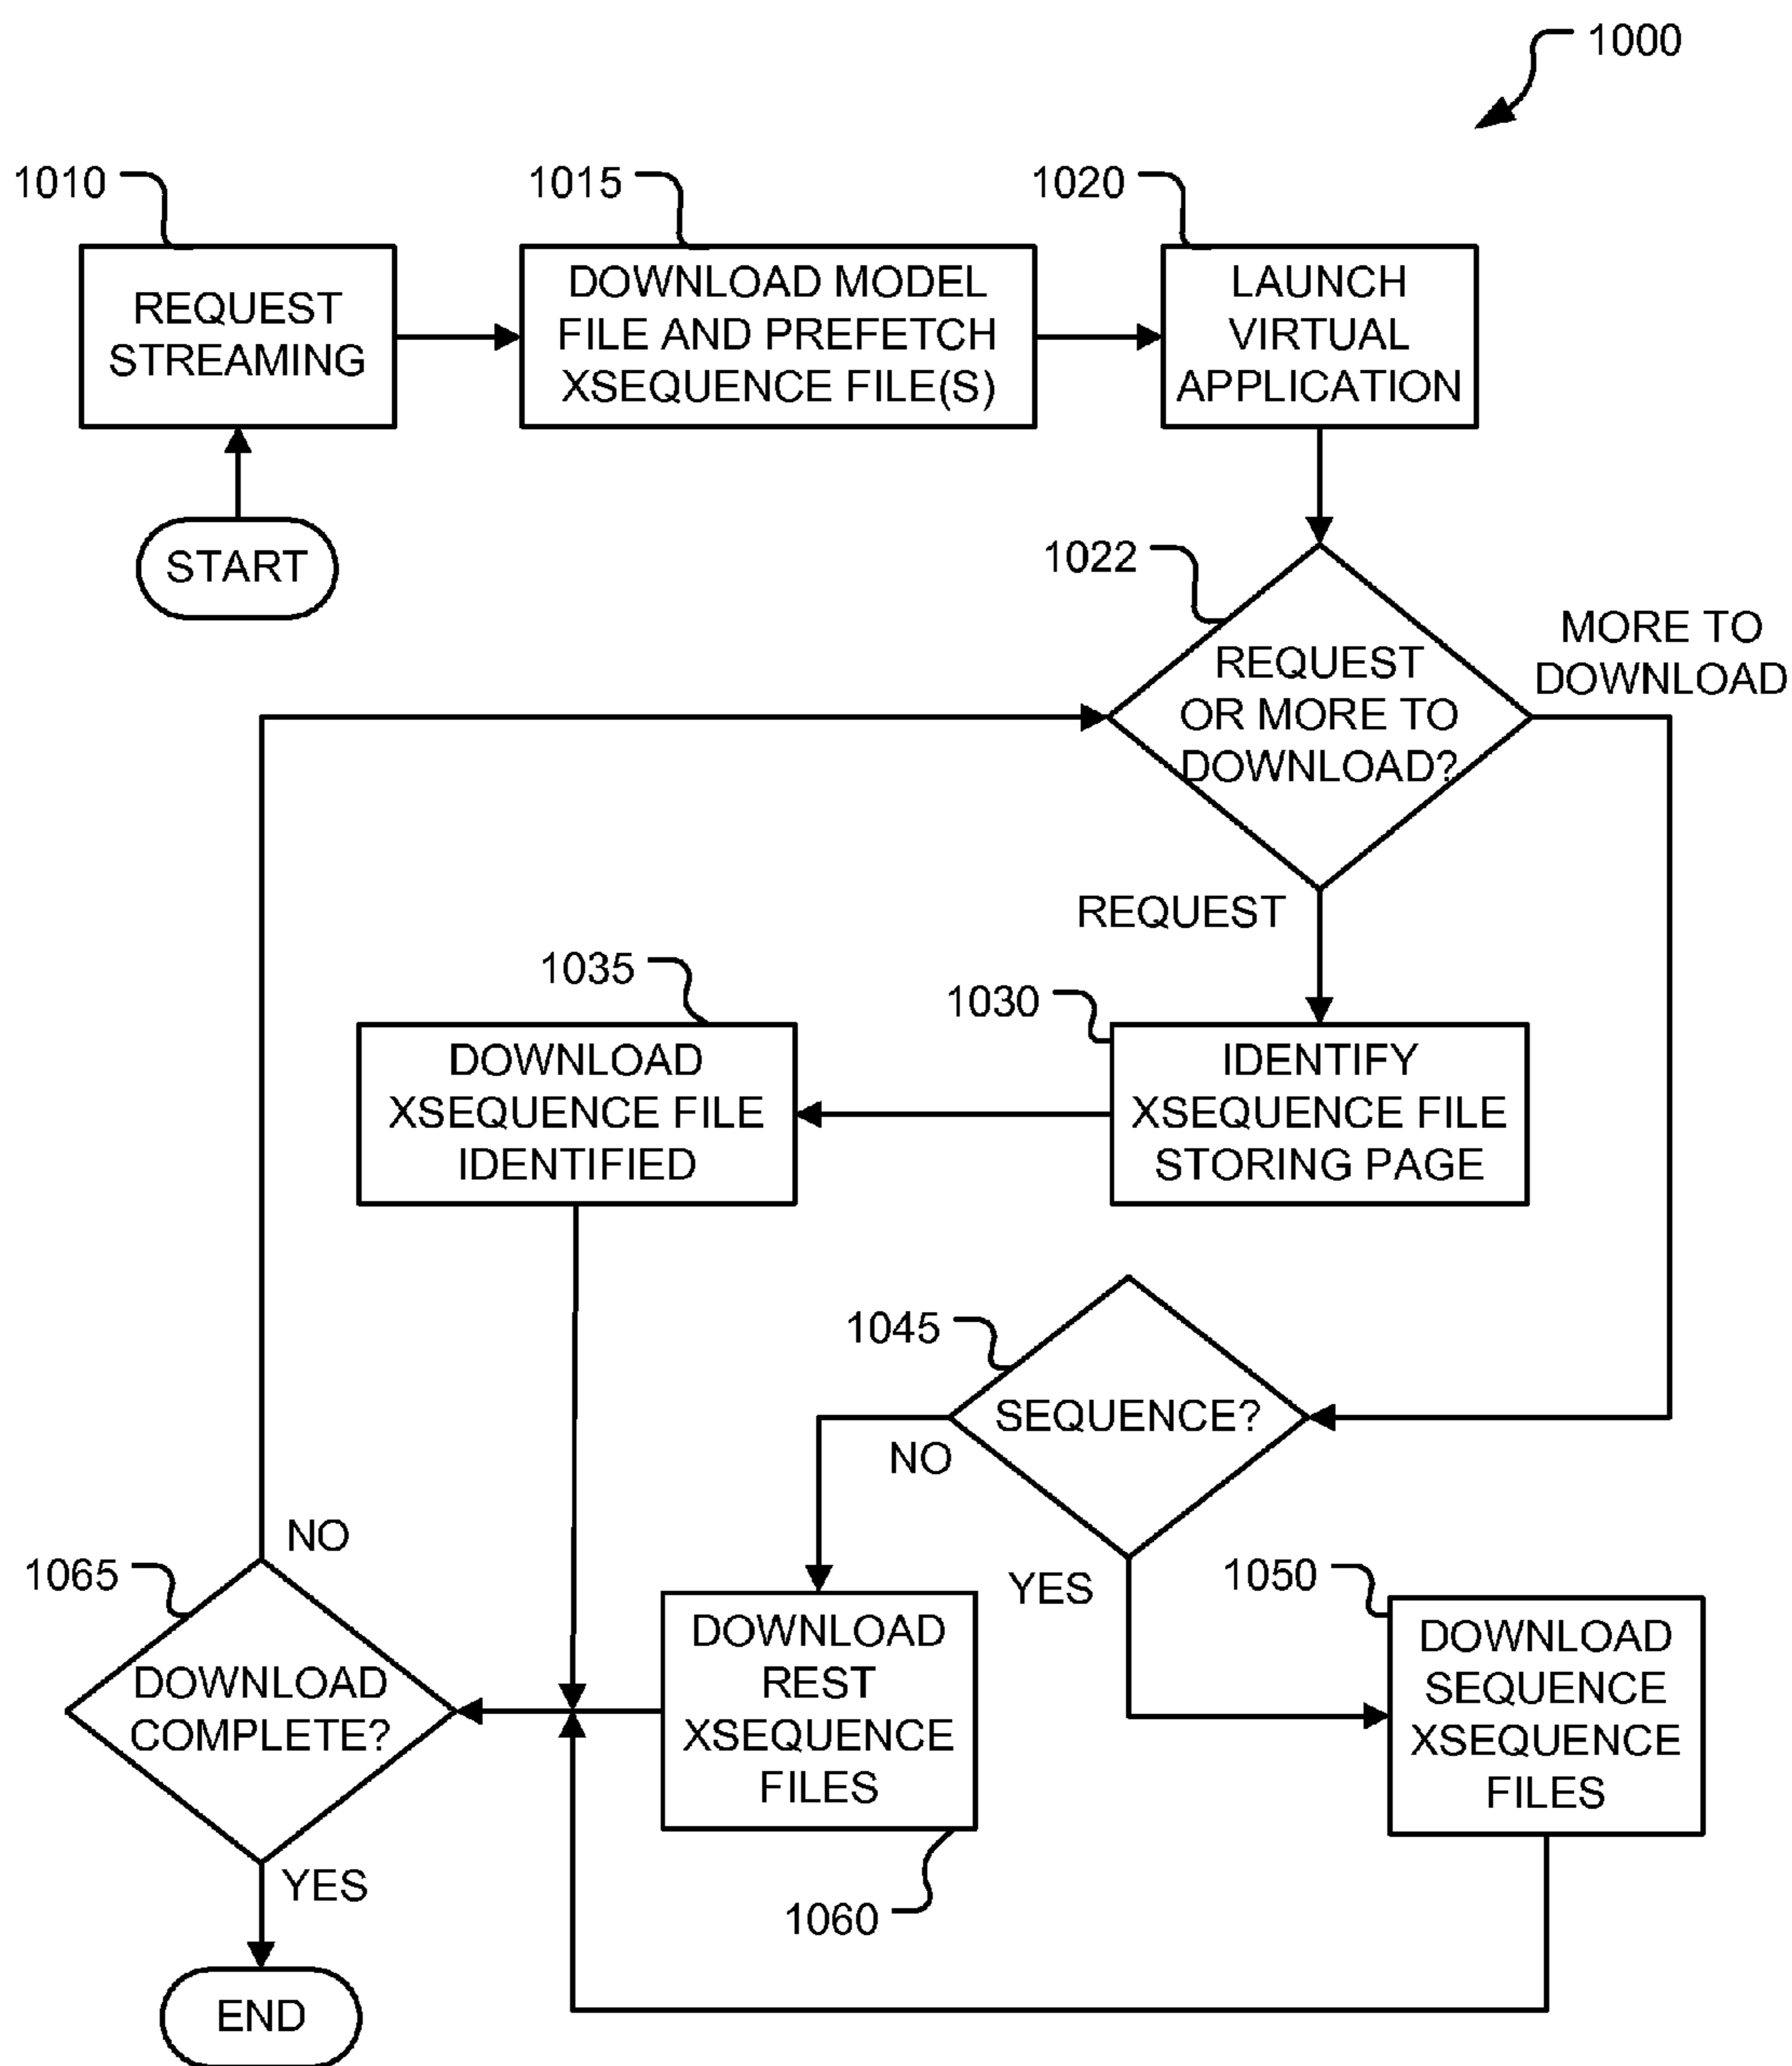 1000
1010
1015
1020
REQUEST
STREAMING
DOWNLOAD MODEL
FILE AND PREFETCH
XSEQUENCE FILE(S)
LAUNCH
VIRTUAL
APPLICATION
START
1022
REQUEST
OR MORE TO
DOWNLOAD?
MORE TO
DOWNLOAD
REQUEST
1035
1030
DOWNLOAD
XSEQUENCE FILE
IDENTIFIED
IDENTIFY
XSEQUENCE FILE
STORING PAGE
1045
SEQUENCE?
NO
YES
NO
1065
DOWNLOAD
COMPLETE?
YES
DOWNLOAD
REST
XSEQUENCE
FILES
1060
1050
DOWNLOAD
SEQUENCE
XSEQUENCE
FILES
END